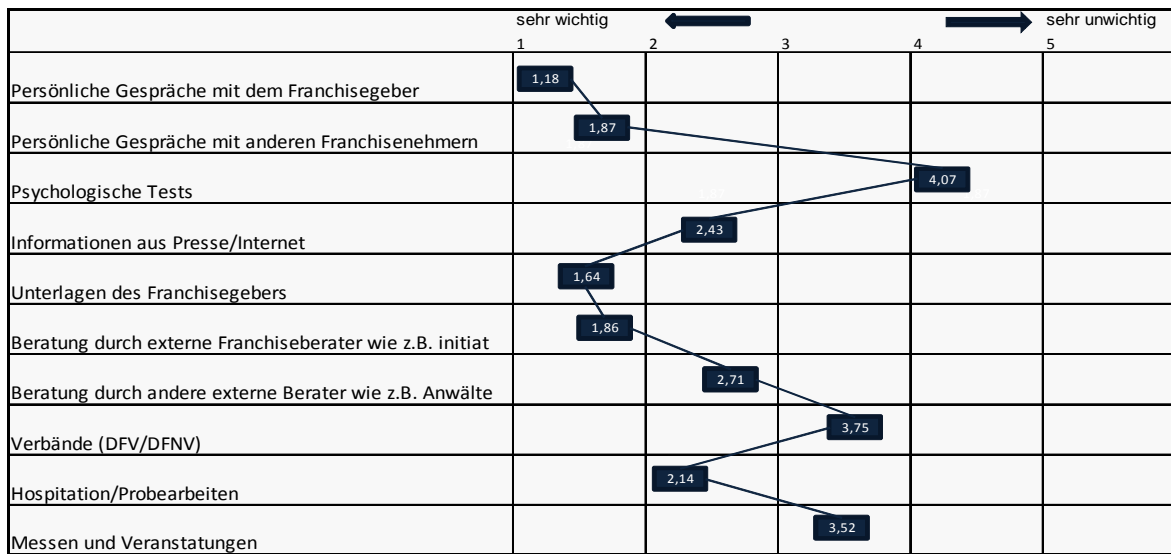 sehr wichtig sehr unwichtig
1 2 3 4 5
Persönliche Gespräche mit dem Franchisegeber 1,18
Persönliche Gespräche mit anderen Franchisenehmern 1,87
Psychologische Tests 4,07
Informationen aus Presse/Internet 2,43
Unterlagen des Franchisegebers 1,64
Beratung durch externe Franchiseberater wie z.B. initiat 1,86
Beratung durch andere externe Berater wie z.B. Anwälte 2,71
Verbände (DFV/DFNV) 3,75
Hospitation/Probearbeiten 2,14
Messen und Veranstatungen 3,52